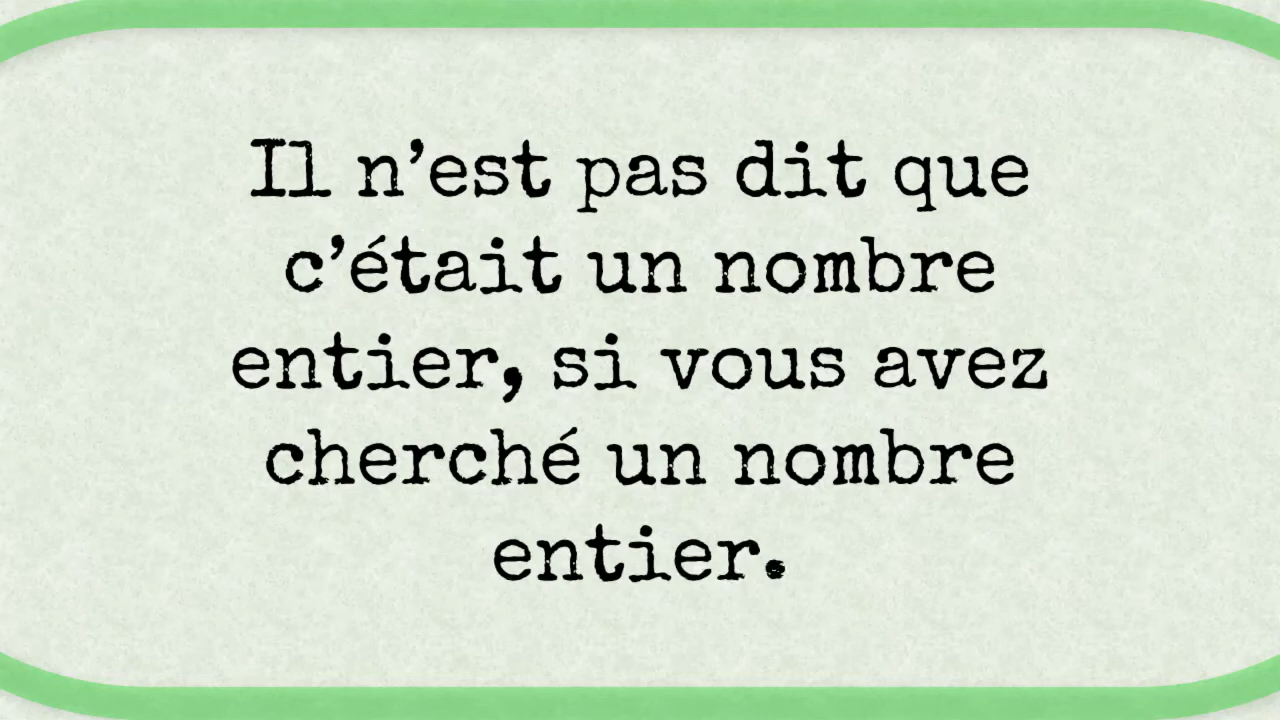 Il n’est pas dit que
c’était un nombre
entier, si vous avez
cherché un nombre
entier.